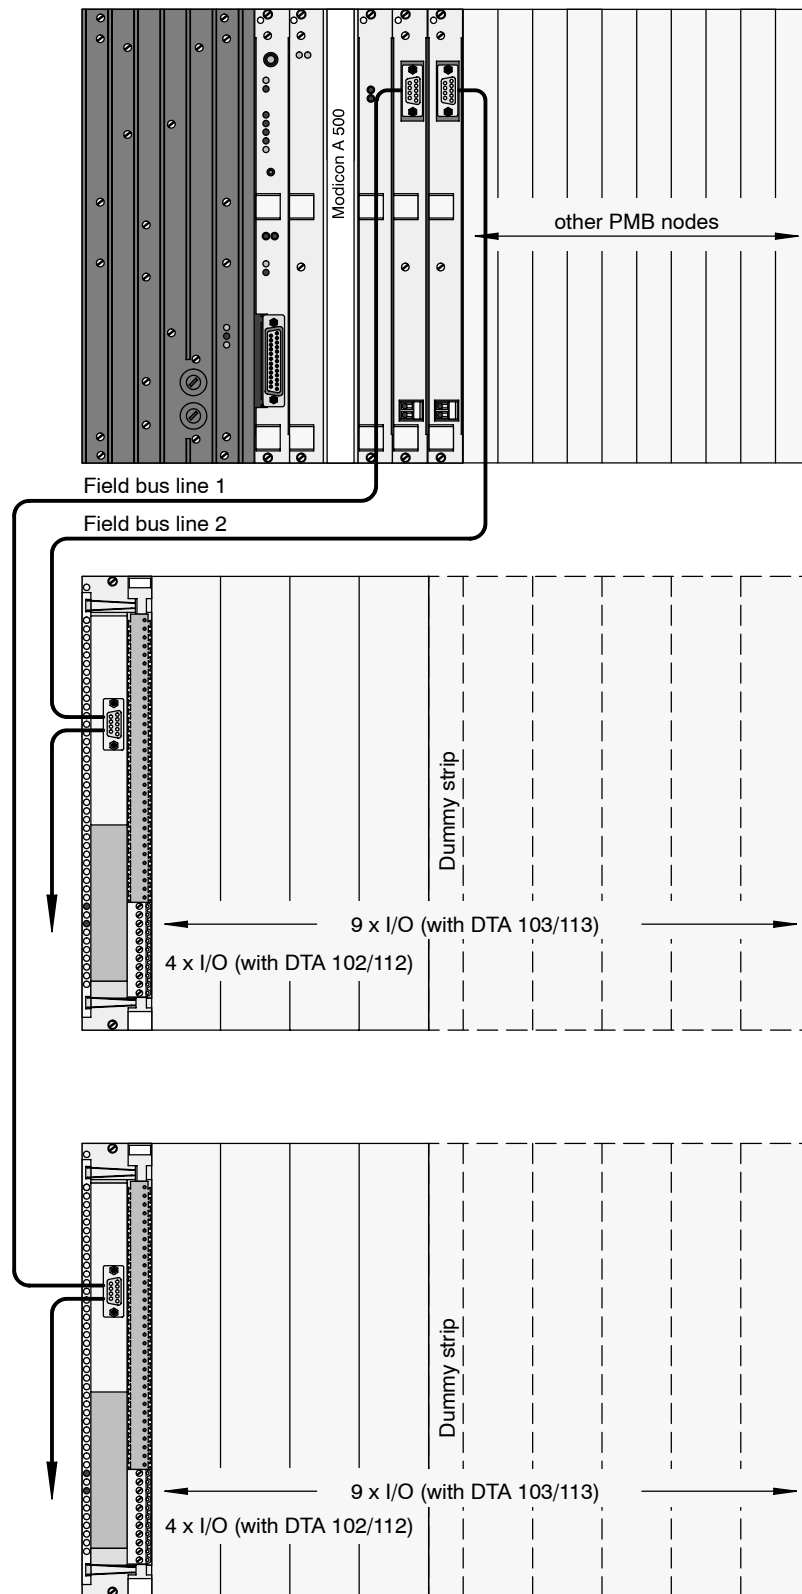 Modicon A 500
other PMB nodes
Field bus line 1
Field bus line 2
Dummy strip
9 x I/O (with DTA 103/113)
4 x I/O (with DTA 102/112)
Dummy strip
9 x I/O (with DTA 103/113)
4 x I/O (with DTA 102/112)